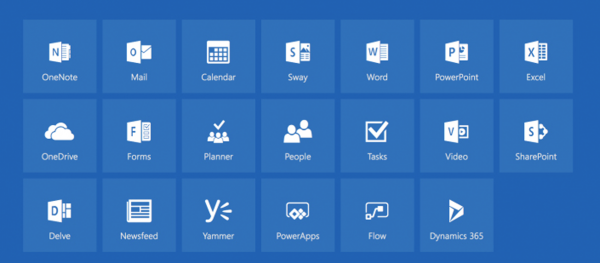 OneNote
Mail
Calendar
Sway
Word
PowerPoint
Excel
OneDrive
Forms
Planner
People
Tasks
Video
SharePoint
Delve
Newsfeed
Yammer
PowerApps
Flow
Dynamics 365